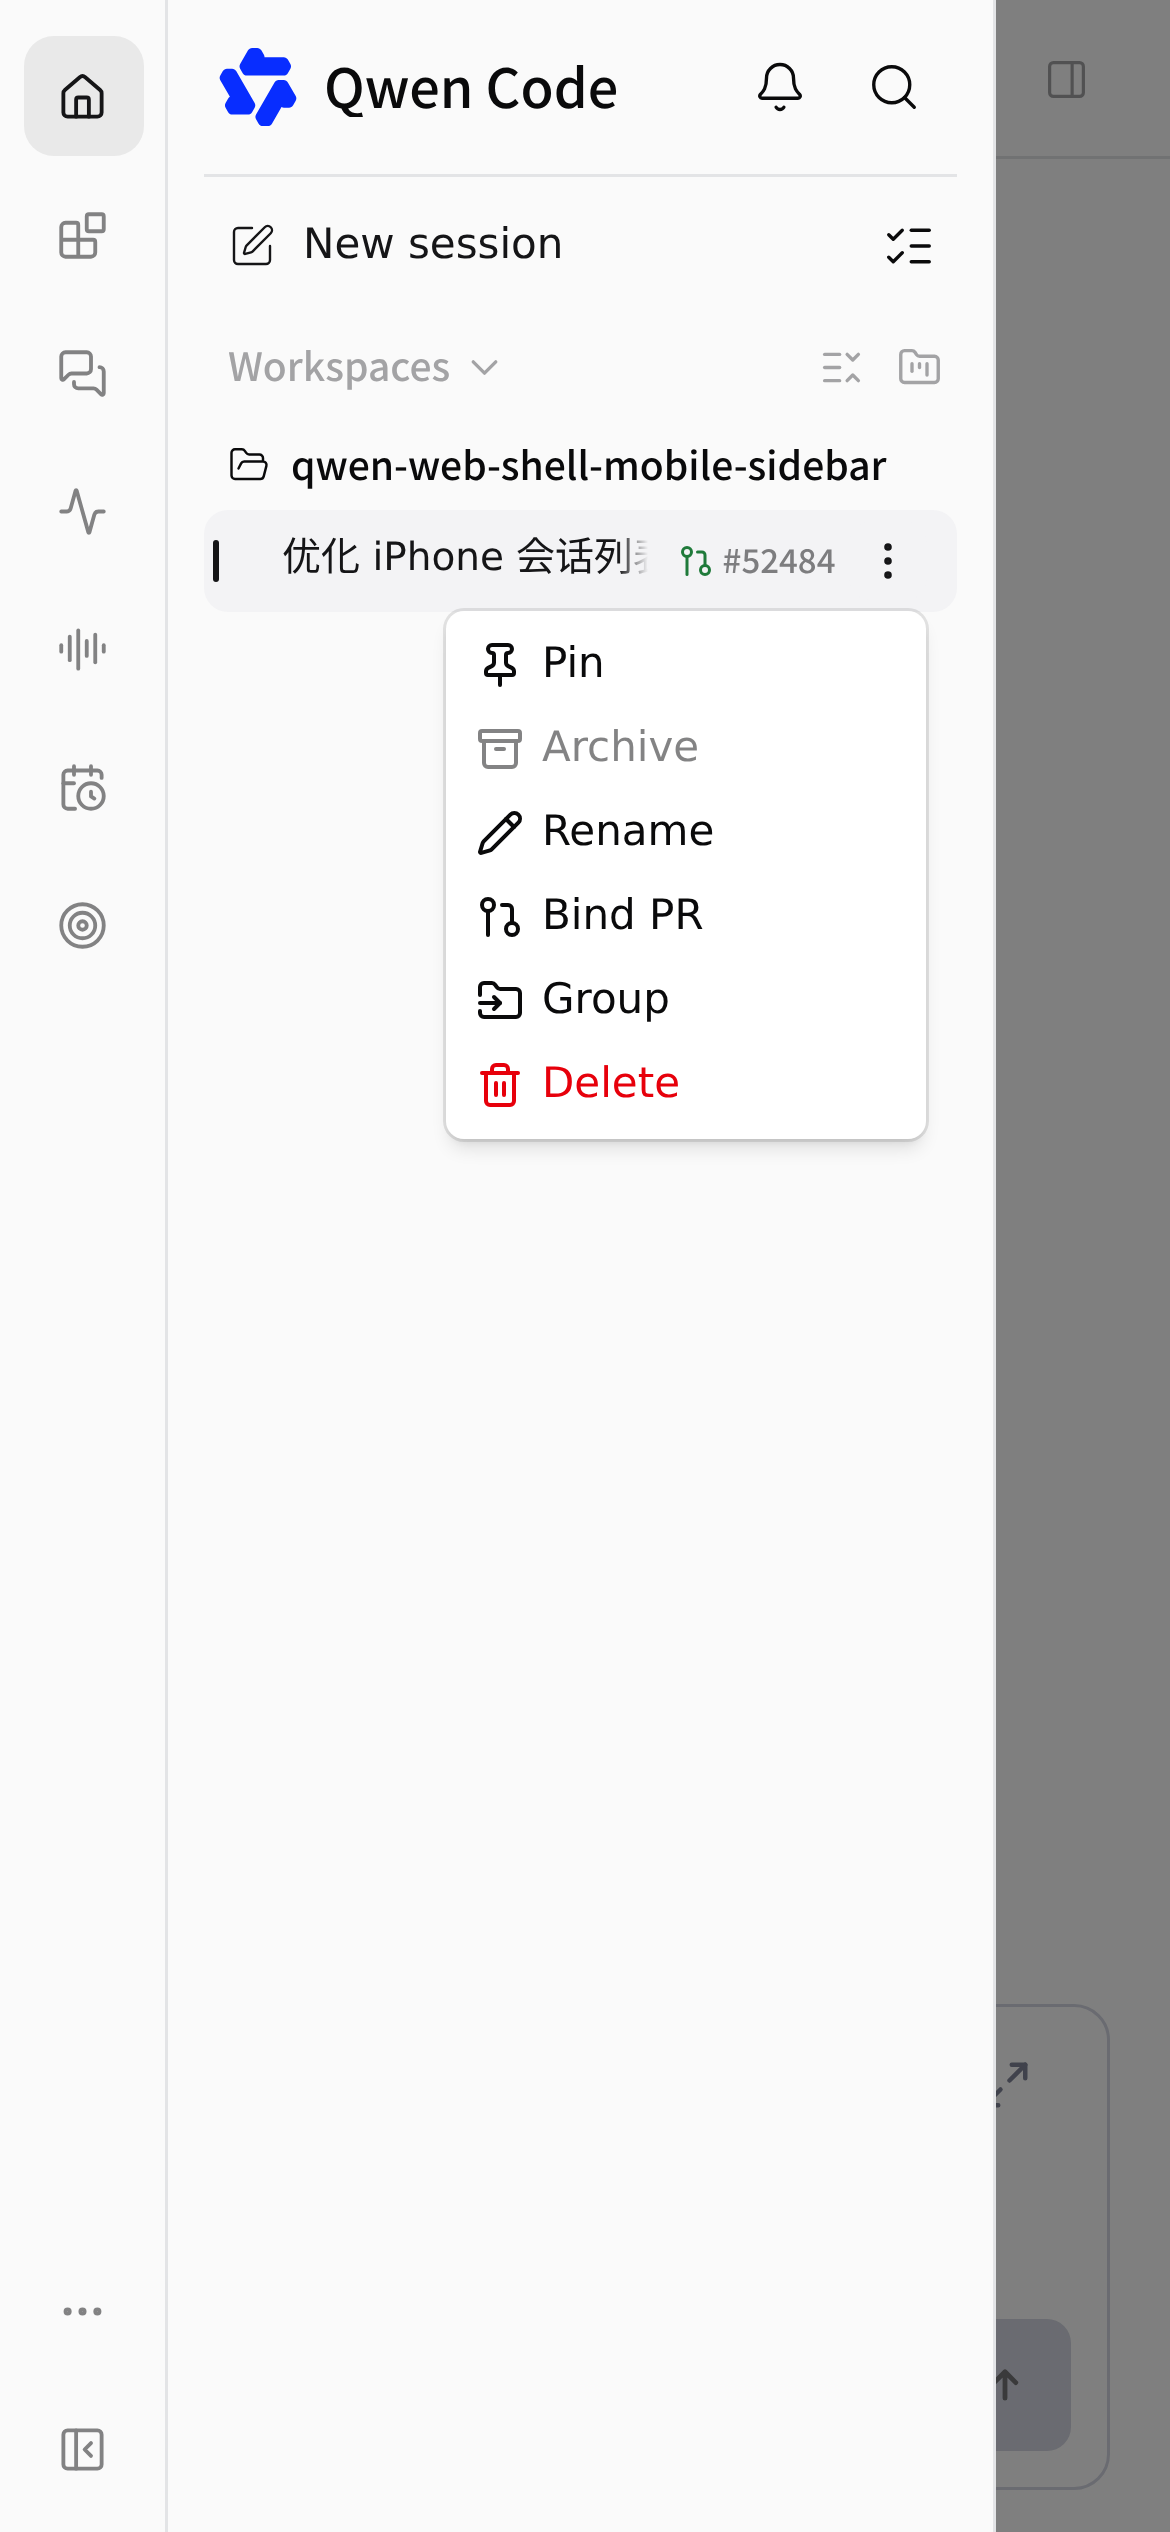 Qwen Code
New session
Workspaces
qwen-web-shell-mobile-sidebar
优化 iPhone 会话列 #52484
Pin
Archive
Rename
Bind PR
Group
Delete